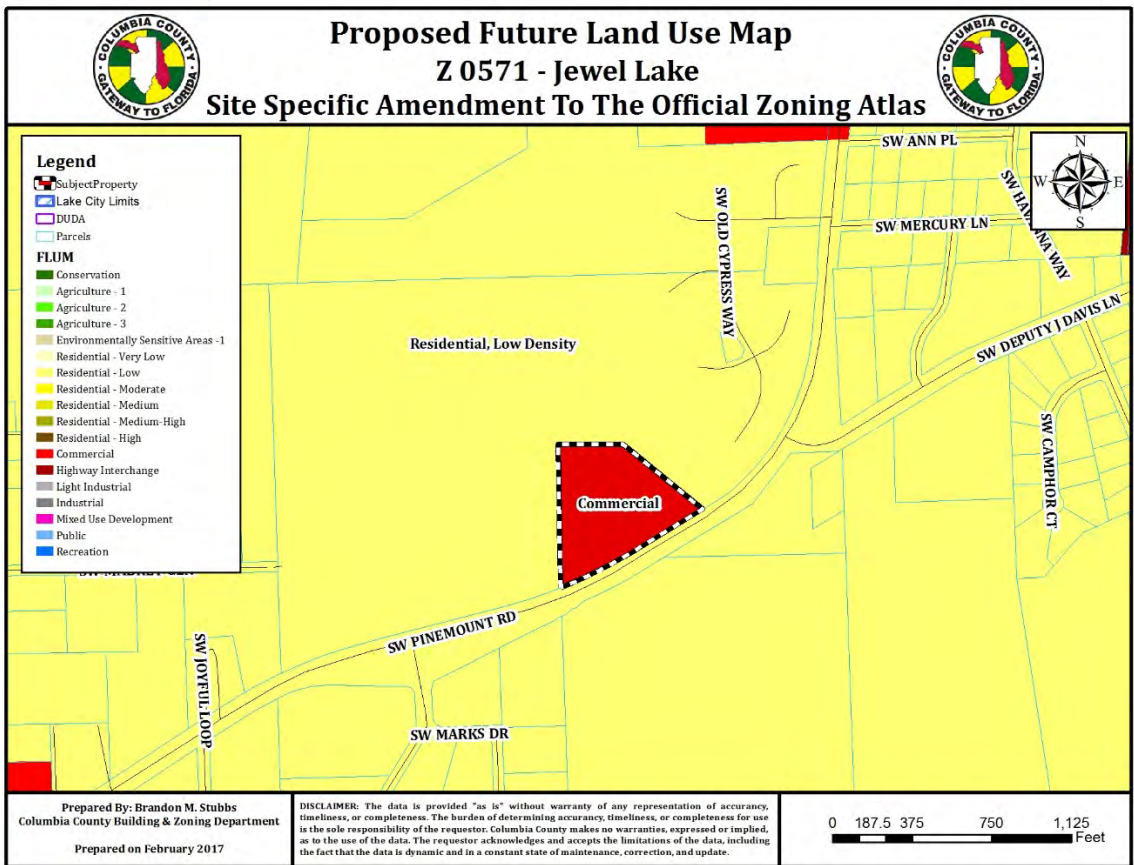 COLUMBIA COUNTY
GATEWAY TO FLORIDA
Proposed Future Land Use Map
Z 0571 - Jewel Lake
Site Specific Amendment To The Official Zoning Atlas
COLUMBIA COUNTY
GATEWAY TO FLORIDA
Legend
SubjectProperty
Lake City Limits
DUDA
Parcels
FLUM
Conservation
Agriculture - 1
Agriculture - 2
Agriculture - 3
Environmentally Sensitive Areas -1
Residential - Very Low
Residential - Low
Residential - Moderate
Residential - Medium
Residential - Medium-High
Residential - High
Commercial
Highway Interchange
Light Industrial
Industrial
Mixed Use Development
Public
Recreation
N
W
E
S
SW ANN PL
SW HAVANNA WAY
SW MERCURY LN
SW OLD CYPRESS WAY
SW DEPUTY J DAVIS LN
Residential, Low Density
SW CAMPHOR CT
Commercial
SW PINEMOUNT RD
SW JOYFUL LOOP
SW MARKS DR
Prepared By: Brandon M. Stubbs
Columbia County Building & Zoning Department
Prepared on February 2017
DISCLAIMER: The data is provided "as is" without warranty of any representation of accurancy,
timeliness, or completeness. The burden of determining accuracy, timeliness, or completeness for use
is the sole responsibility of the requestor. Columbia County makes no warranties, expressed or implied,
as to the use of the data. The requestor acknowledges and accepts the limitations of the data, including
the fact that the data is dynamic and in a constant state of maintenance, correction, and update.
0 187.5 375 750 1,125
Feet